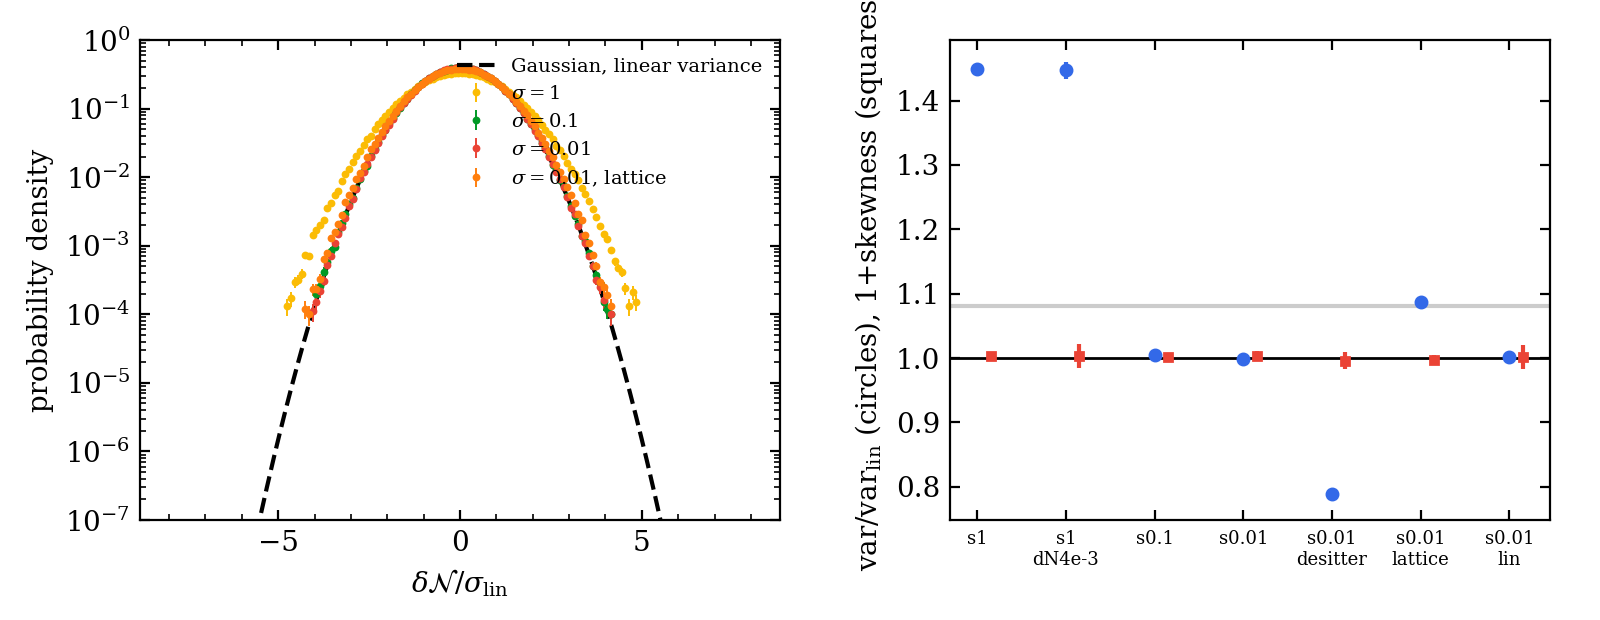 10⁰
10⁻¹
10⁻²
10⁻³
10⁻⁴
10⁻⁵
10⁻⁶
10⁻⁷
probability density
Gaussian, linear variance
σ = 1
σ = 0.1
σ = 0.01
σ = 0.01, lattice
−5 0 5
δ𝒩/σ_lin
var/var_lin (circles), 1+skewness (squares
1.4
1.3
1.2
1.1
1.0
0.9
0.8
s1 s1 s0.1 s0.01 s0.01 s0.01 s0.01
dN4e-3 desitter lattice lin